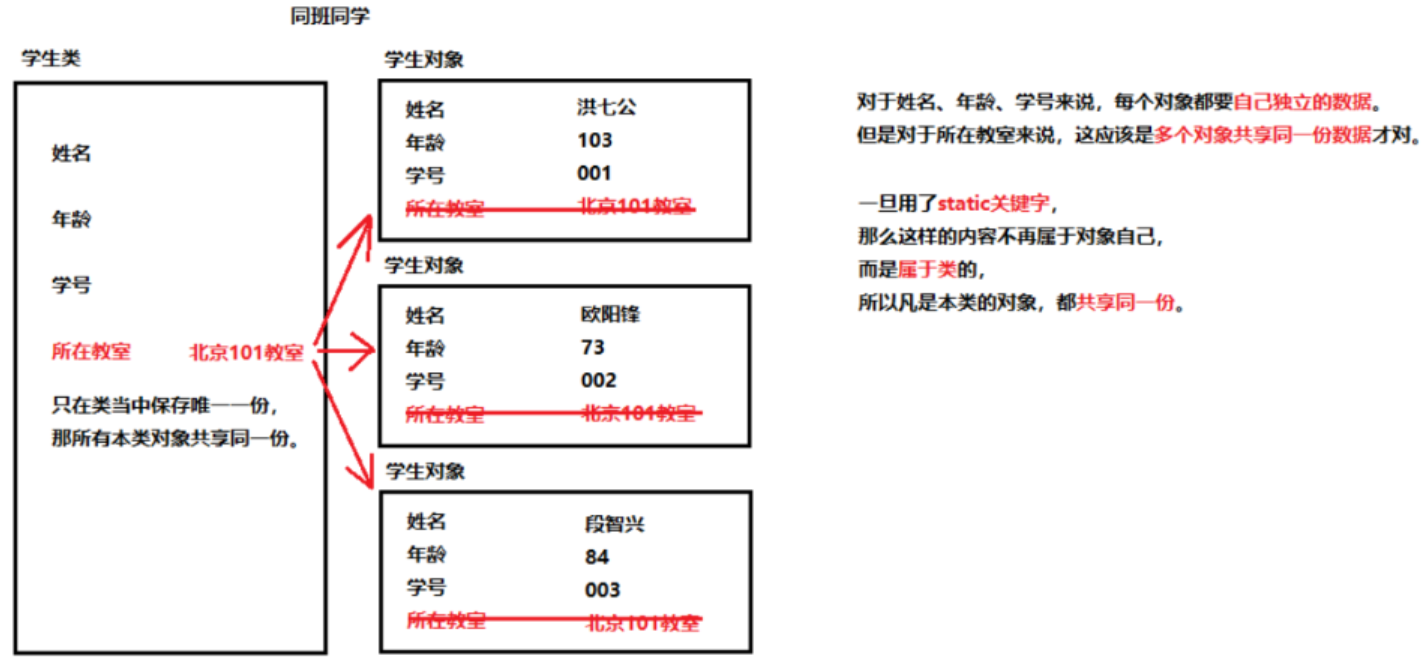 同班同学
学生类
姓名
年龄
学号
所在教室 北京101教室
只在类当中保存唯一一份，
那所有本类对象共享同一份。
学生对象
姓名 洪七公
年龄 103
学号 001
所在教室 北京101教室
学生对象
姓名 欧阳锋
年龄 73
学号 002
所在教室 北京101教室
学生对象
姓名 段智兴
年龄 84
学号 003
所在教室 北京101教室
对于姓名、年龄、学号来说，每个对象都要自己独立的数据。
但是对于所在教室来说，这应该是多个对象共享同一份数据才对。
一旦用了static关键字，
那么这样的内容不再属于对象自己，
而是属于类的，
所以凡是本类的对象，都共享同一份。